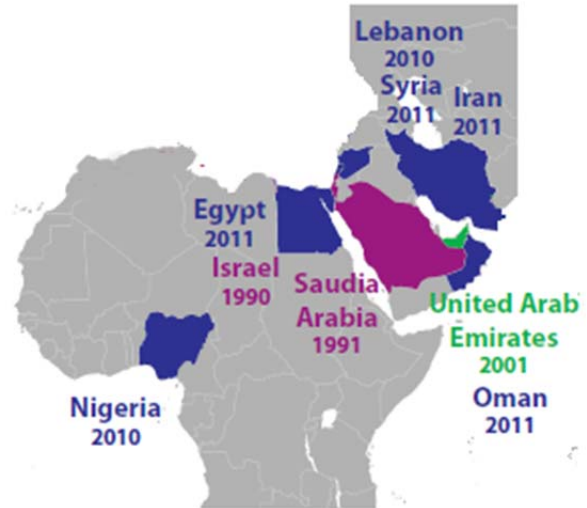 Lebanon
2010
Syria
2011
Iran
2011
Egypt
2011
Israel
1990
Saudia
Arabia
1991
United Arab
Emirates
2001
Oman
2011
Nigeria
2010